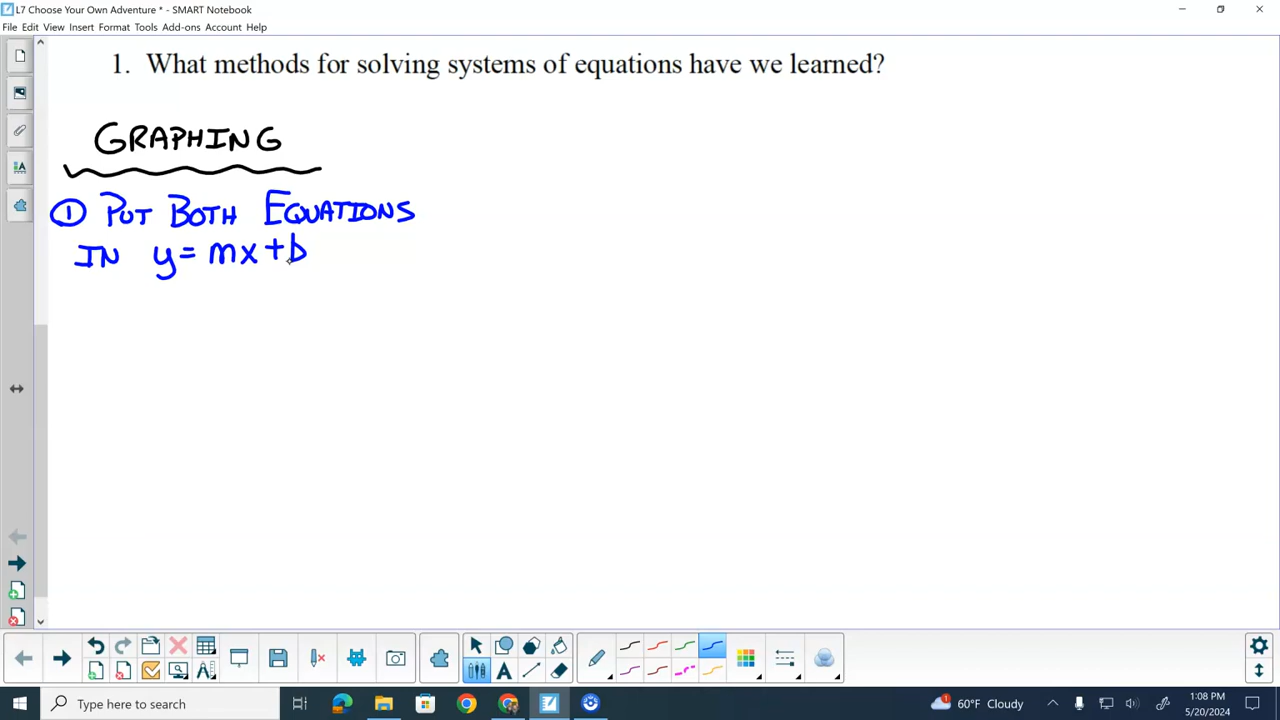 L7 Choose Your Own Adventure * - SMART Notebook
File Edit View Insert Format Tools Add-ons Account Help
1. What methods for solving systems of equations have we learned?
GRAPHING
① PUT BOTH EQUATIONS
IN y = mx + b
Type here to search
60°F Cloudy
1:08 PM
5/20/2024